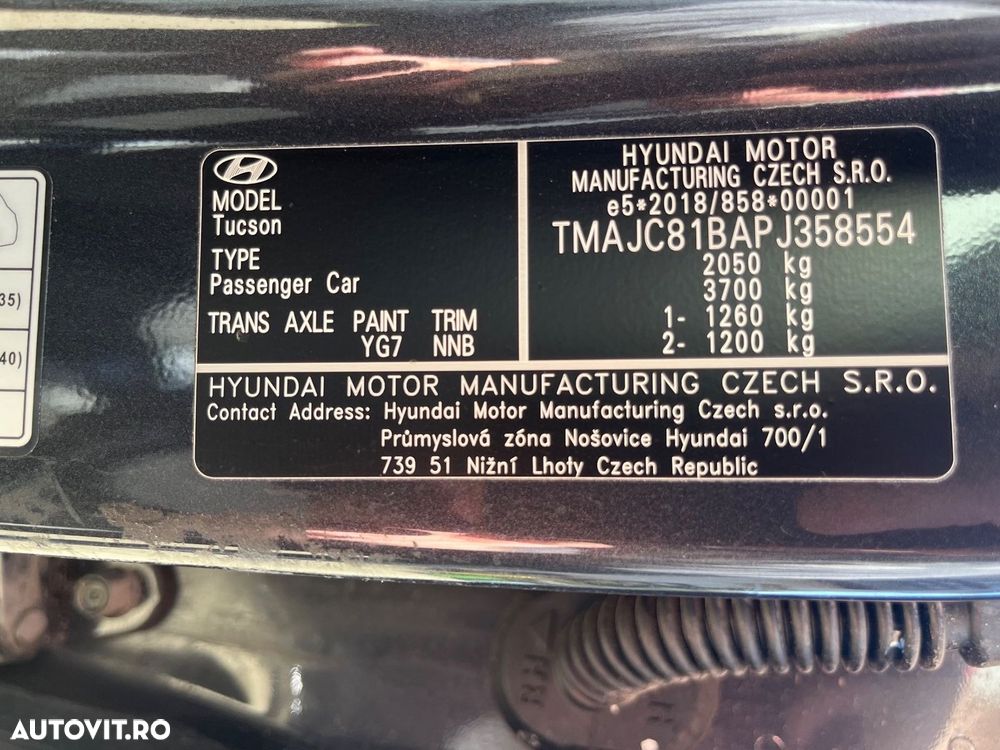 MODEL
Tucson
TYPE
Passenger Car
TRANS AXLE PAINT TRIM
YG7 NNB
HYUNDAI MOTOR
MANUFACTURING CZECH S.R.O.
e5*2018/858*00001
TMAJC81BAPJ358554
2050 kg
3700 kg
1- 1260 kg
2- 1200 kg
HYUNDAI MOTOR MANUFACTURING CZECH S.R.O.
Contact Address: Hyundai Motor Manufacturing Czech s.r.o.
Průmyslová zóna Nošovice Hyundai 700/1
739 51 Nižní Lhoty Czech Republic
35)
40)
AUTOVIT.RO